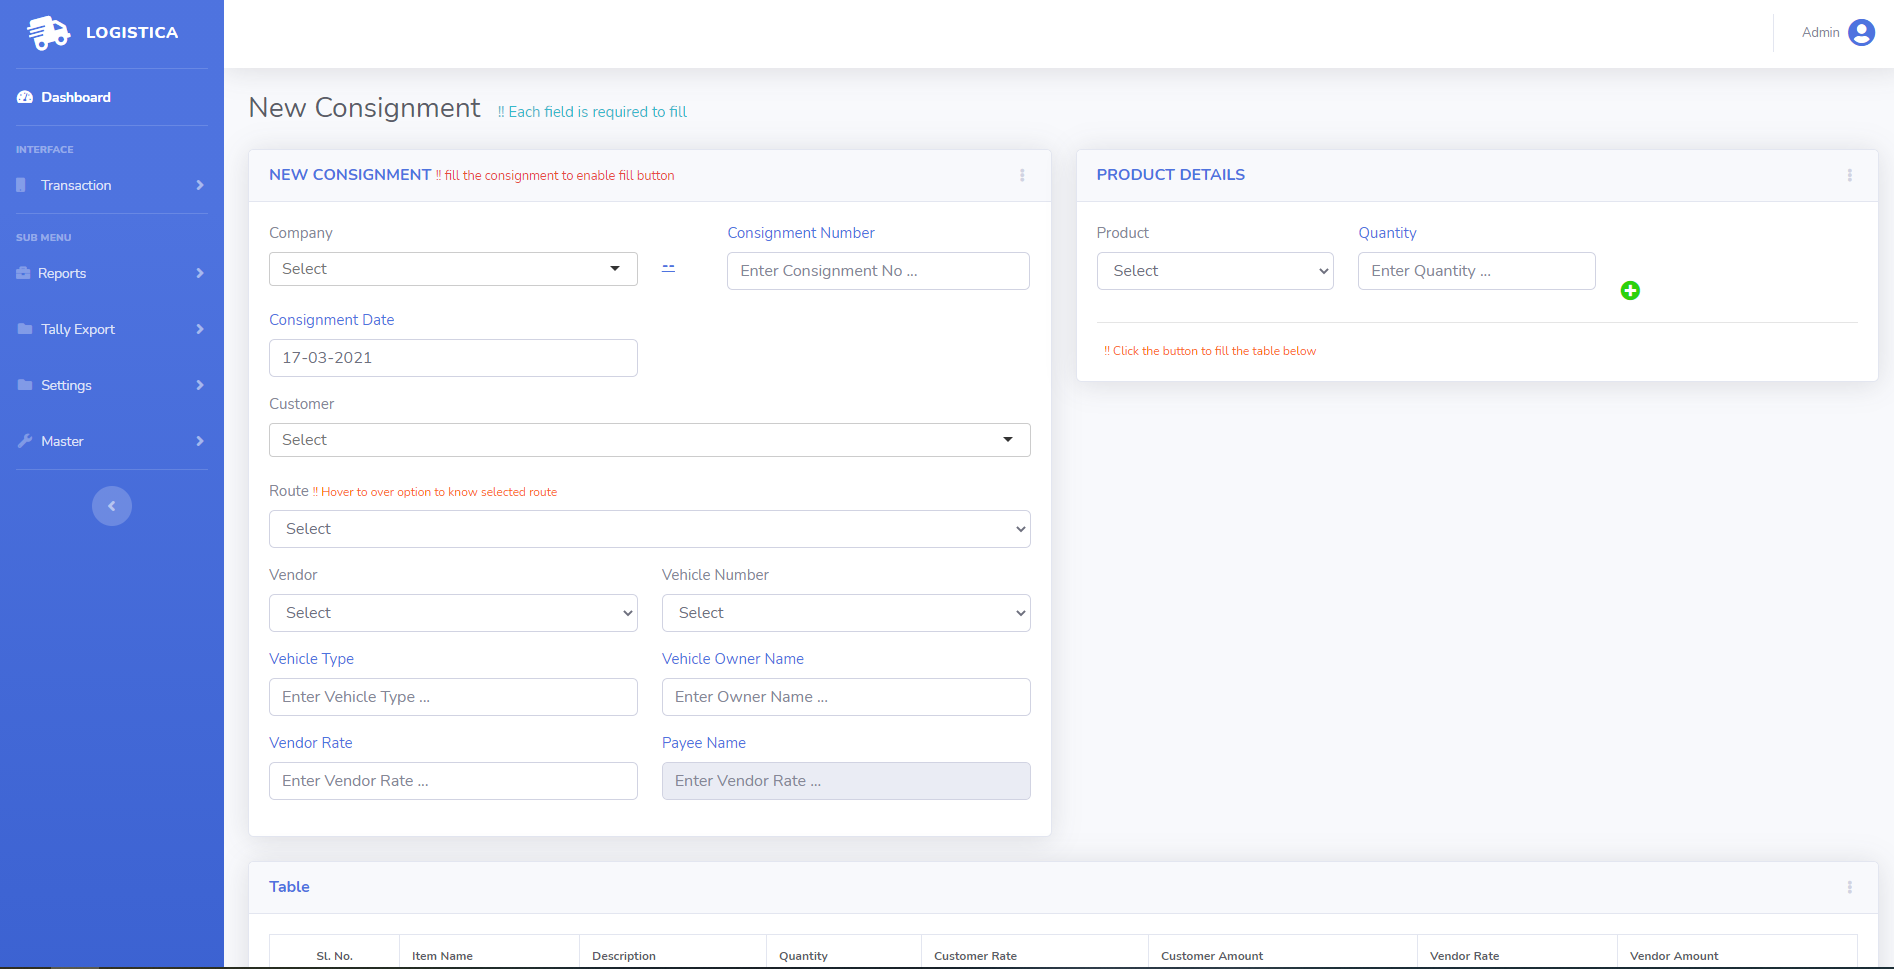 LOGISTICA
Admin
Dashboard
INTERFACE
Transaction
SUB MENU
Reports
Tally Export
Settings
Master
New Consignment !! Each field is required to fill
NEW CONSIGNMENT !! fill the consignment to enable fill button
Company
Select
--
Consignment Number
Enter Consignment No ...
Consignment Date
17-03-2021
Customer
Select
Route !! Hover to over option to know selected route
Select
Vendor
Select
Vehicle Number
Select
Vehicle Type
Enter Vehicle Type ...
Vehicle Owner Name
Enter Owner Name ...
Vendor Rate
Enter Vendor Rate ...
Payee Name
Enter Vendor Rate ...
PRODUCT DETAILS
Product
Select
Quantity
Enter Quantity ...
!! Click the button to fill the table below
Table
Sl. No. Item Name Description Quantity Customer Rate Customer Amount Vendor Rate Vendor Amount